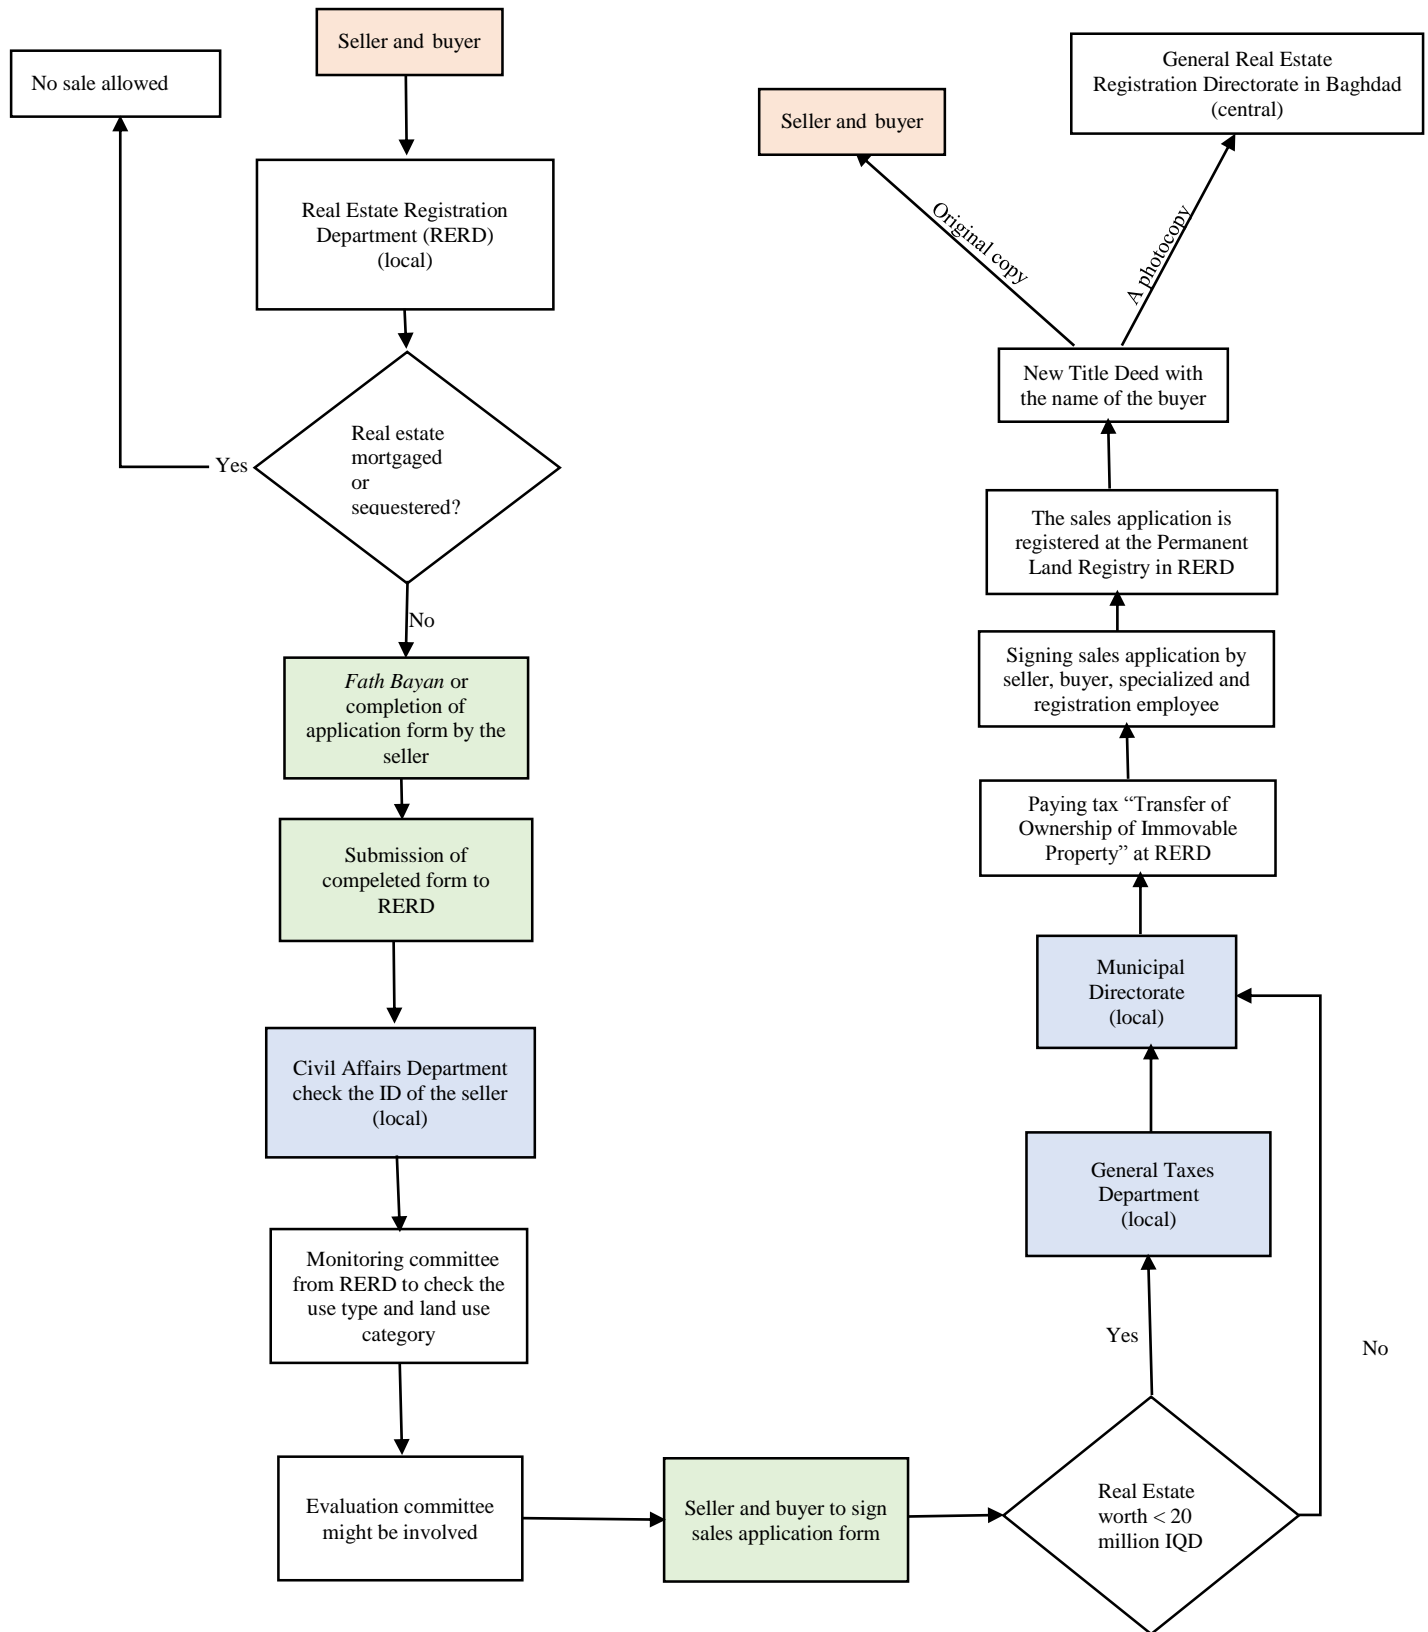 Seller and buyer
No sale allowed
Real Estate Registration
Department (RERD)
(local)
Real estate
mortgaged
or
sequestered?
Yes
No
Fath Bayan or
completion of
application form by the
seller
Submission of
compeleted form to
RERD
Civil Affairs Department
check the ID of the seller
(local)
Monitoring committee
from RERD to check the
use type and land use
category
Evaluation committee
might be involved
Seller and buyer to sign
sales application form
Real Estate
worth < 20
million IQD
Yes
No
General Taxes
Department
(local)
Municipal
Directorate
(local)
Paying tax “Transfer of
Ownership of Immovable
Property” at RERD
Signing sales application by
seller, buyer, specialized and
registration employee
The sales application is
registered at the Permanent
Land Registry in RERD
New Title Deed with
the name of the buyer
Original copy
A photocopy
Seller and buyer
General Real Estate
Registration Directorate in Baghdad
(central)